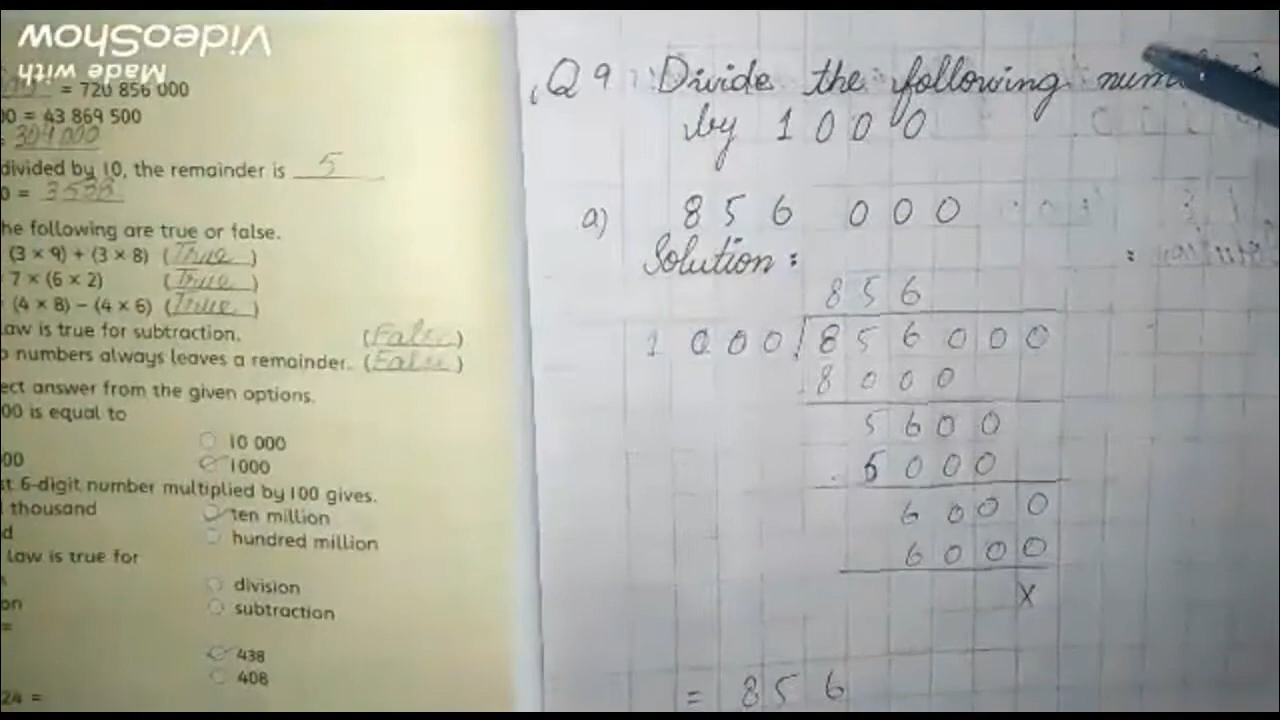 Made with
VideoShow
= 720 856 000
00 = 43 869 500
= 304 000
divided by 10, the remainder is 5
0 = 3538
he following are true or false.
(3 × 9) + (3 × 8) (True)
7 × (6 × 2) (True)
(4 × 8) − (4 × 6) (True)
aw is true for subtraction. (False)
o numbers always leaves a remainder. (False)
ect answer from the given options.
00 is equal to
10 000
00
1000
st 6-digit number multiplied by 100 gives.
thousand
ten million
d
hundred million
law is true for
division
on
subtraction
=
438
408
24 =
Q 9 Divide the following
by 1000
a) 856 000
Solution :
856
1000) 856000
8000
5600
5000
6000
6000
X
= 856